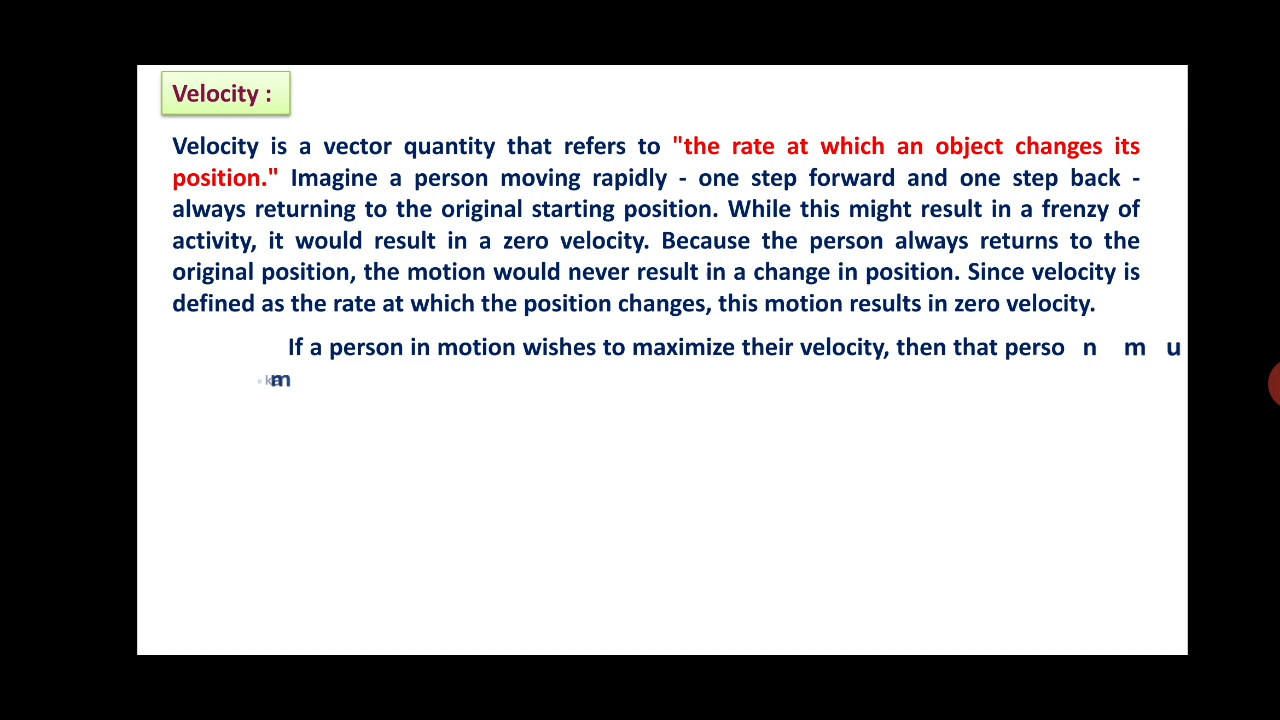 Velocity :
Velocity is a vector quantity that refers to "the rate at which an object changes its
position." Imagine a person moving rapidly - one step forward and one step back -
always returning to the original starting position. While this might result in a frenzy of
activity, it would result in a zero velocity. Because the person always returns to the
original position, the motion would never result in a change in position. Since velocity is
defined as the rate at which the position changes, this motion results in zero velocity.
If a person in motion wishes to maximize their velocity, then that perso n m u